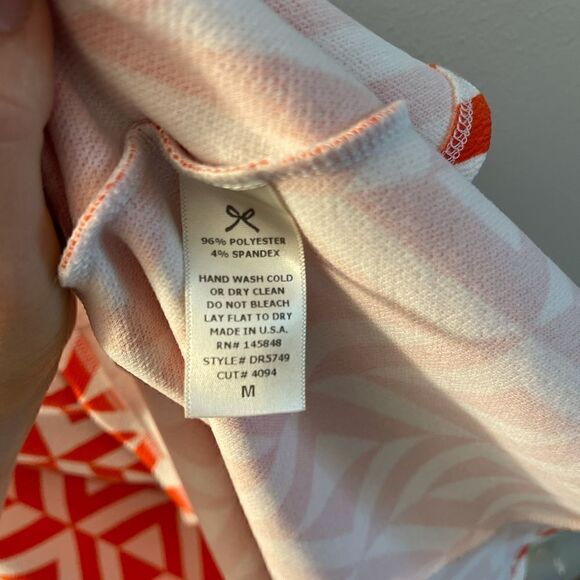 96% POLYESTER
4% SPANDEX
HAND WASH COLD
OR DRY CLEAN
DO NOT BLEACH
LAY FLAT TO DRY
MADE IN U.S.A.
RN# 145848
STYLE# DR5749
CUT# 4094
M